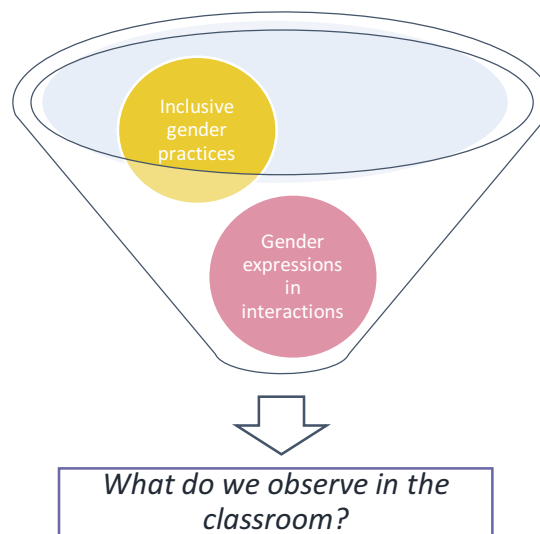 Inclusive
gender
practices
Gender
expressions
in
interactions
What do we observe in the
classroom?